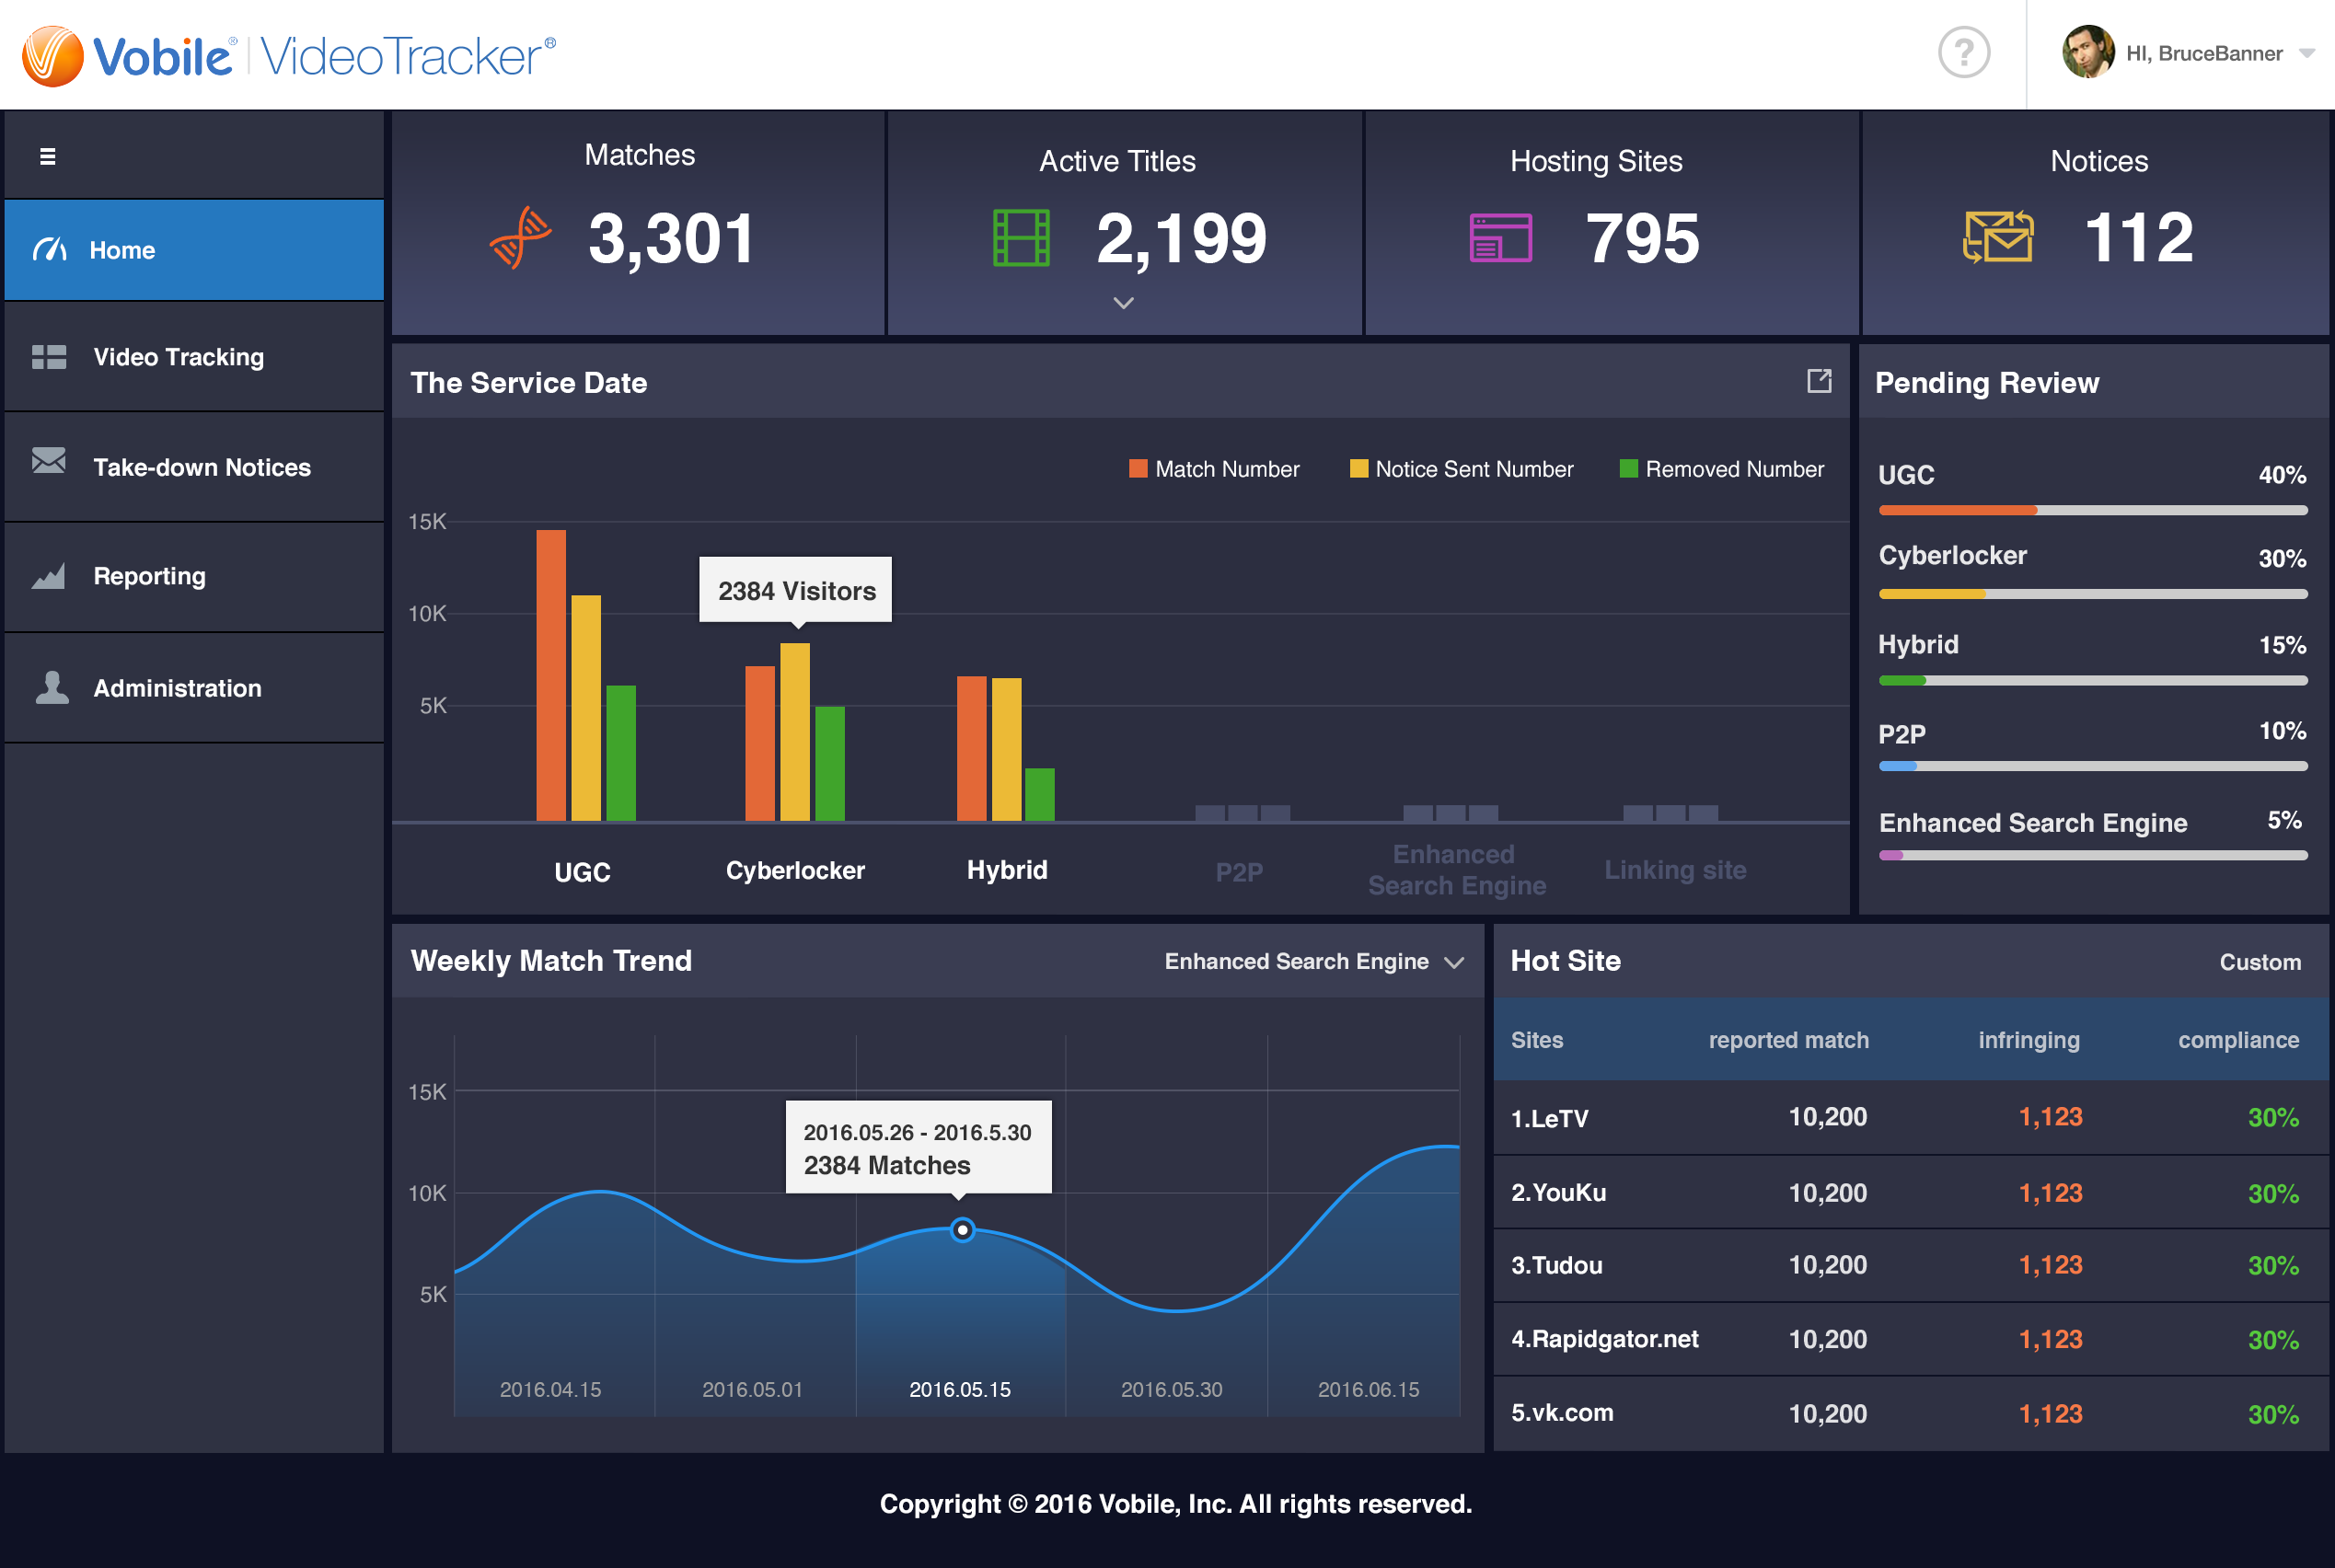 Vobile® | VideoTracker®
?
HI, BruceBanner
Home
Video Tracking
Take-down Notices
Reporting
Administration
Matches
3,301
Active Titles
2,199
Hosting Sites
795
Notices
112
The Service Date
Match Number
Notice Sent Number
Removed Number
15K
10K
5K
2384 Visitors
UGC
Cyberlocker
Hybrid
P2P
Enhanced
Search Engine
Linking site
Pending Review
UGC 40%
Cyberlocker 30%
Hybrid 15%
P2P 10%
Enhanced Search Engine 5%
Weekly Match Trend
Enhanced Search Engine
15K
10K
5K
2016.05.26 - 2016.5.30
2384 Matches
2016.04.15
2016.05.01
2016.05.15
2016.05.30
2016.06.15
Hot Site
Custom
Sites reported match infringing compliance
1.LeTV 10,200 1,123 30%
2.YouKu 10,200 1,123 30%
3.Tudou 10,200 1,123 30%
4.Rapidgator.net 10,200 1,123 30%
5.vk.com 10,200 1,123 30%
Copyright © 2016 Vobile, Inc. All rights reserved.